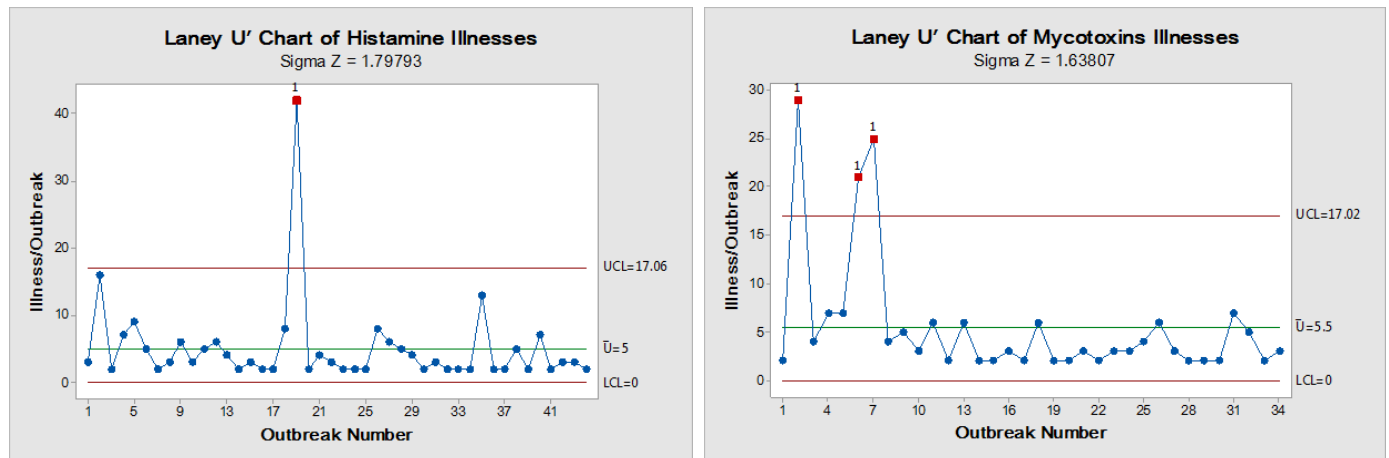 Laney U’ Chart of Histamine Illnesses
Sigma Z = 1.79793
1
40
30
20
10
0
Illness/Outbreak
UCL=17.06
U̅=5
LCL=0
1 5 9 13 17 21 25 29 33 37 41
Outbreak Number
Laney U’ Chart of Mycotoxins Illnesses
Sigma Z = 1.63807
1
1
1
30
25
20
15
10
5
0
Illness/Outbreak
UCL=17.02
U̅=5.5
LCL=0
1 4 7 10 13 16 19 22 25 28 31 34
Outbreak Number